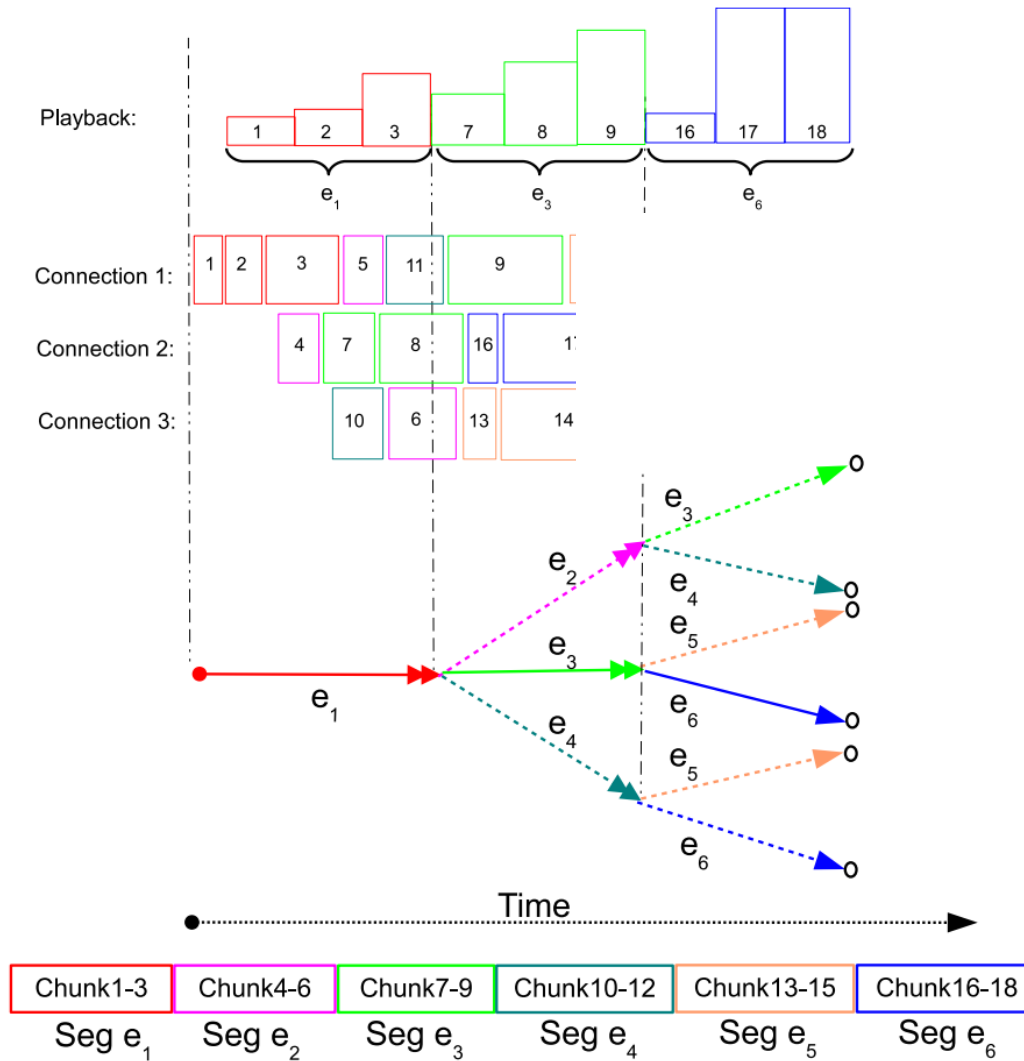 Playback:
1 2 3 7 8 9 16 17 18
e1 e3 e6
Connection 1: 1 2 3 5 11 9
Connection 2: 4 7 8 16 17
Connection 3: 10 6 13 14
e3
e2
e4
e5
e3
e1
e6
e4
e5
e6
Time
Chunk1-3 Chunk4-6 Chunk7-9 Chunk10-12 Chunk13-15 Chunk16-18
Seg e1 Seg e2 Seg e3 Seg e4 Seg e5 Seg e6